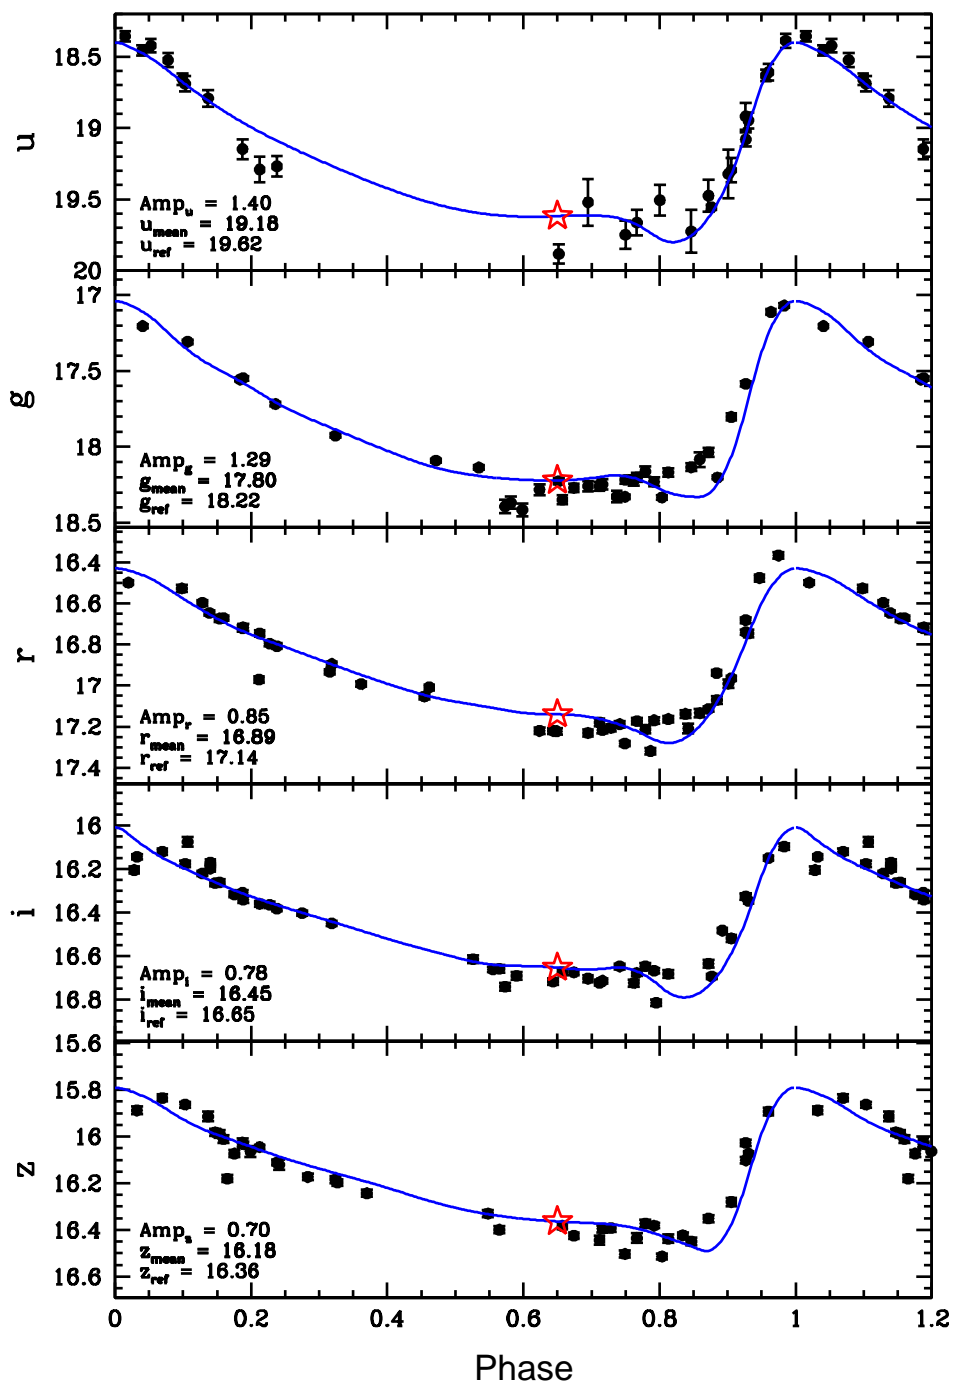 18.5
19
19.5
20
u
Amp_u = 1.40
u_mean = 19.18
u_ref = 19.62
17
17.5
18
18.5
g
Amp_g = 1.29
g_mean = 17.80
g_ref = 18.22
16.4
16.6
16.8
17
17.2
17.4
r
Amp_r = 0.85
r_mean = 16.89
r_ref = 17.14
16
16.2
16.4
16.6
16.8
i
Amp_i = 0.78
i_mean = 16.45
i_ref = 16.65
15.6
15.8
16
16.2
16.4
16.6
z
Amp_z = 0.70
z_mean = 16.18
z_ref = 16.36
0 0.2 0.4 0.6 0.8 1 1.2
Phase